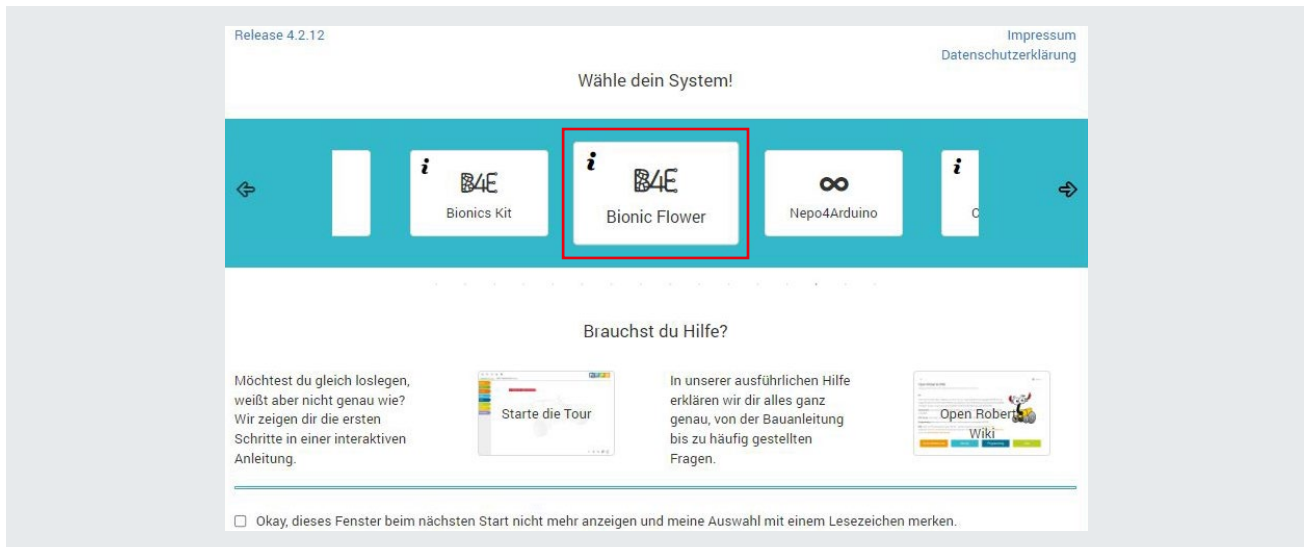 Release 4.2.12
Impressum
Datenschutzerklärung
Wähle dein System!
i
B4E
Bionics Kit
i
B4E
Bionic Flower
Nepo4Arduino
i
Brauchst du Hilfe?
Möchtest du gleich loslegen,
weißt aber nicht genau wie?
Wir zeigen dir die ersten
Schritte in einer interaktiven
Anleitung.
Starte die Tour
In unserer ausführlichen Hilfe
erklären wir dir alles ganz
genau, von der Bauanleitung
bis zu häufig gestellten
Fragen.
Open Roberta
Wiki
Okay, dieses Fenster beim nächsten Start nicht mehr anzeigen und meine Auswahl mit einem Lesezeichen merken.